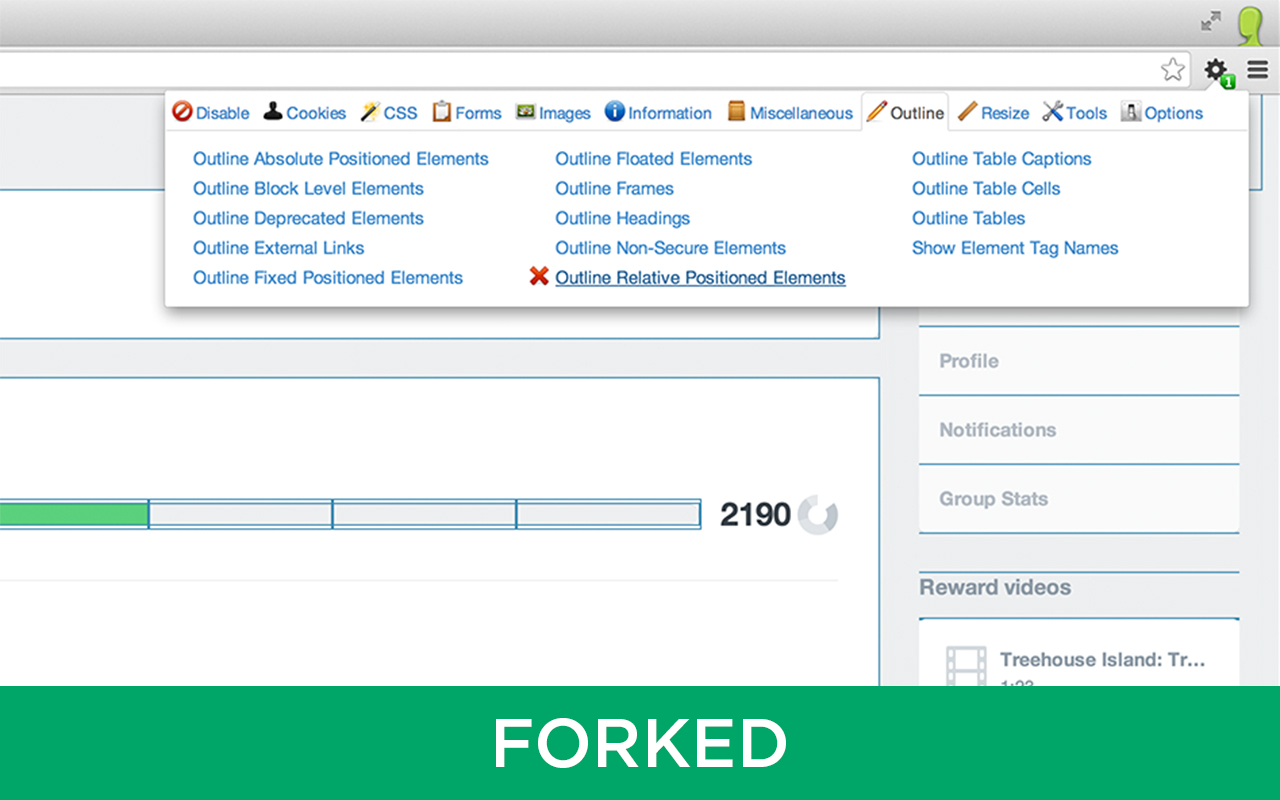 1
Disable Cookies CSS Forms Images Information Miscellaneous Outline Resize Tools Options
Outline Absolute Positioned Elements
Outline Block Level Elements
Outline Deprecated Elements
Outline External Links
Outline Fixed Positioned Elements
Outline Floated Elements
Outline Frames
Outline Headings
Outline Non-Secure Elements
Outline Relative Positioned Elements
Outline Table Captions
Outline Table Cells
Outline Tables
Show Element Tag Names
2190
Profile
Notifications
Group Stats
Reward videos
Treehouse Island: Tr...
1:23
FORKED